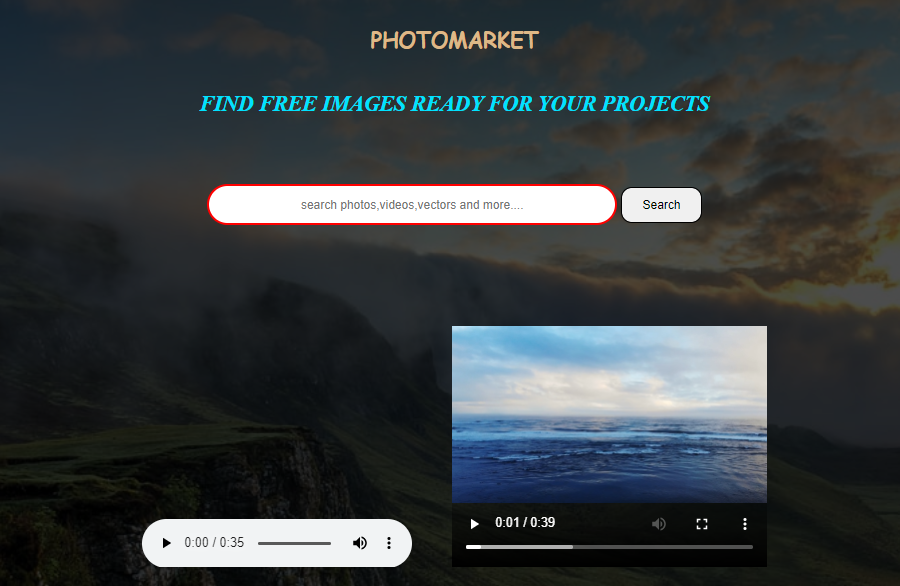 PHOTOMARKET
FIND FREE IMAGES READY FOR YOUR PROJECTS
search photos,videos,vectors and more....
Search
0:01 / 0:39
0:00 / 0:35